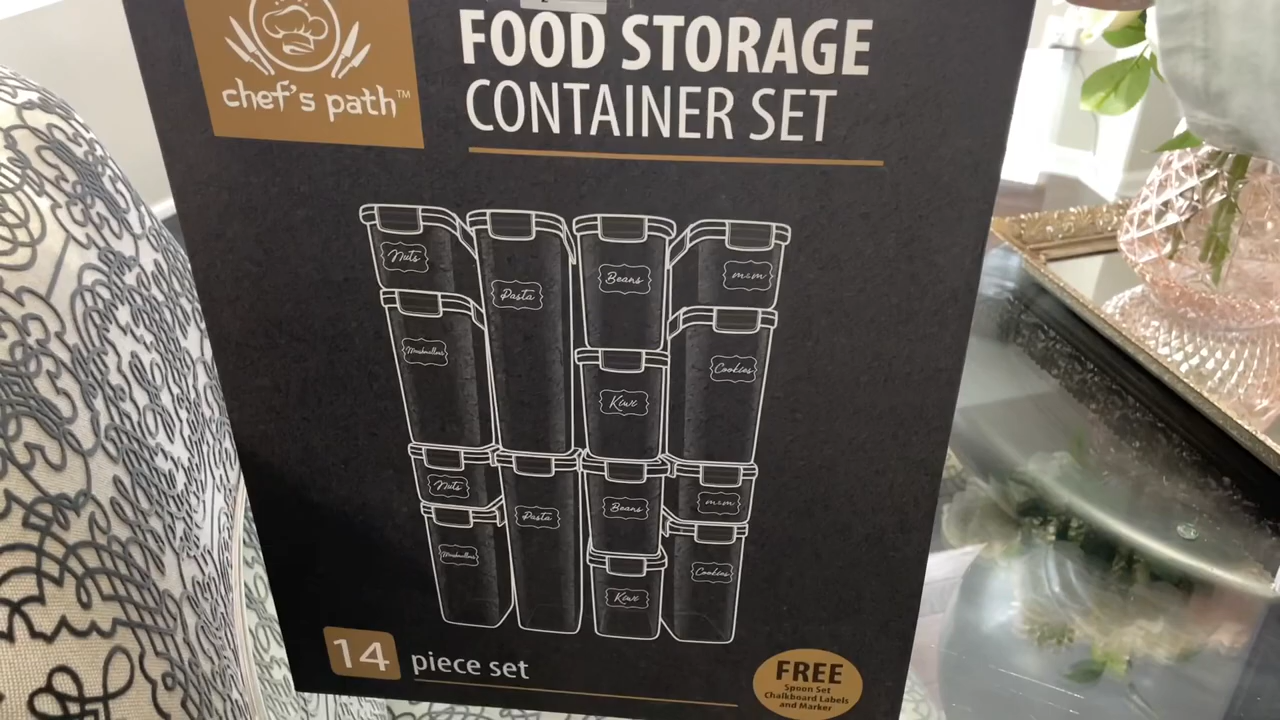 chef's path™
FOOD STORAGE
CONTAINER SET
Nuts
Pasta
Beans
m&m
Marshmallows
Cookies
Kiwi
Nuts
Pasta
Beans
m&m
Marshmallows
Cookies
Kiwi
14 piece set
FREE
Spoon Set
Chalkboard Labels
and Marker